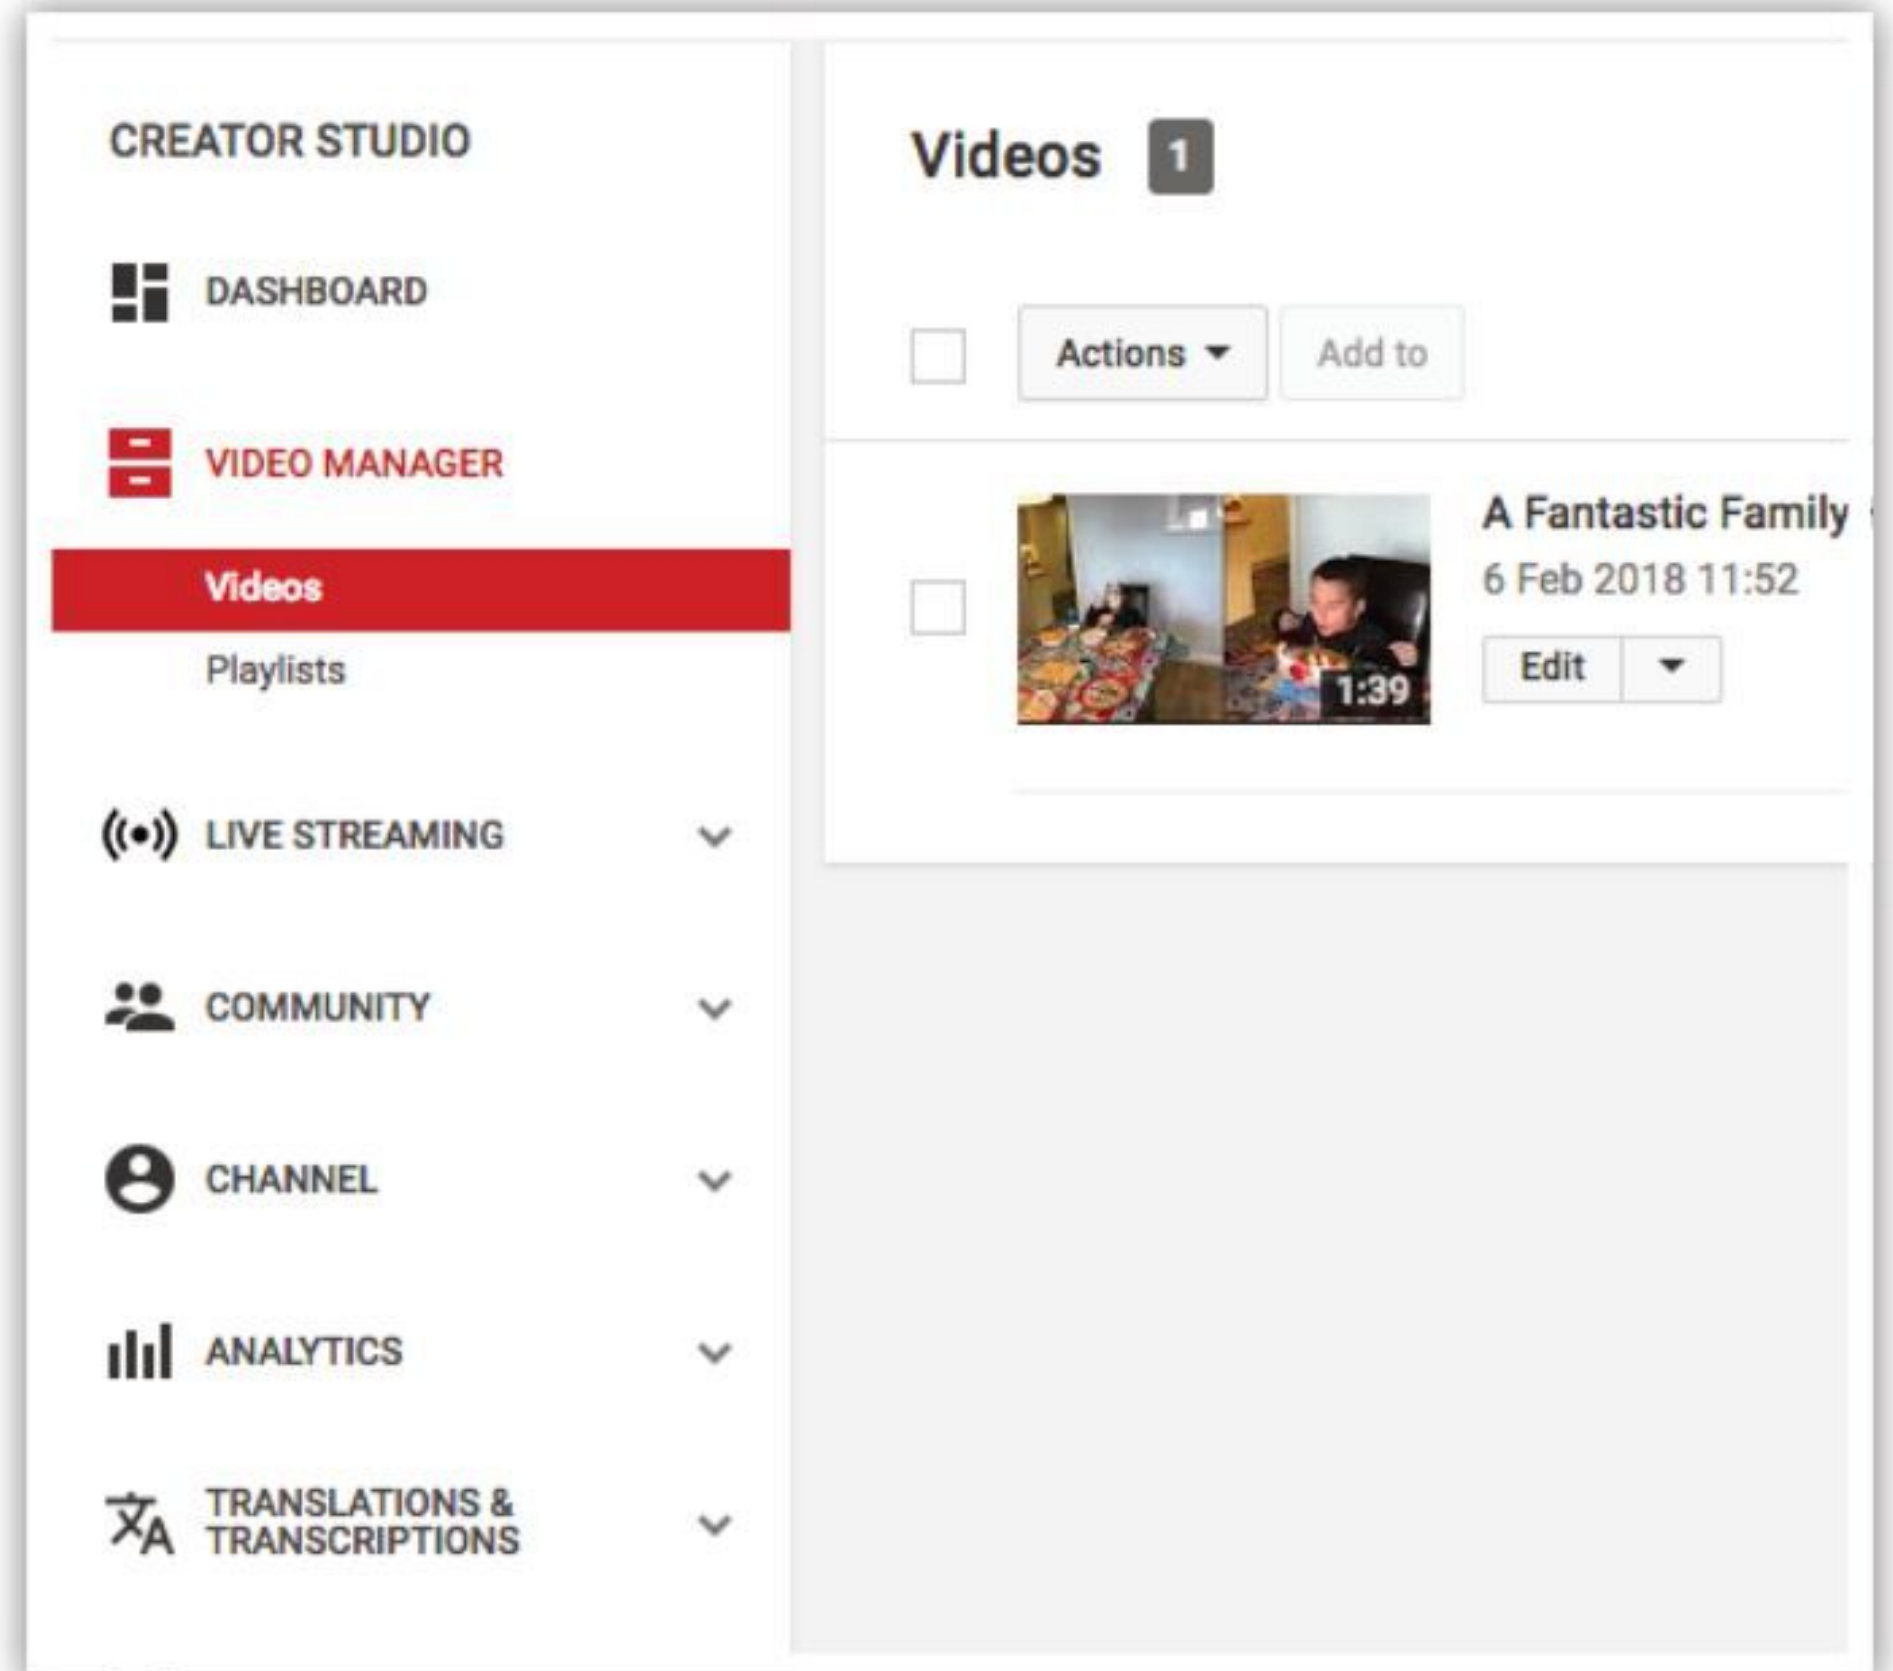 CREATOR STUDIO
DASHBOARD
VIDEO MANAGER
Videos
Playlists
LIVE STREAMING
COMMUNITY
CHANNEL
ANALYTICS
TRANSLATIONS &
TRANSCRIPTIONS
Videos 1
Actions Add to
A Fantastic Family
6 Feb 2018 11:52
Edit
1:39